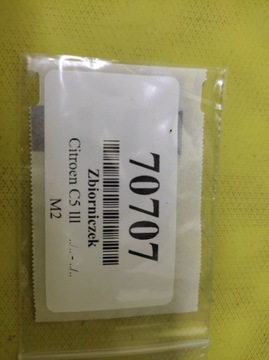 70707
Zbiorniczek
Citroen C5 III ../.. - ../..
M2